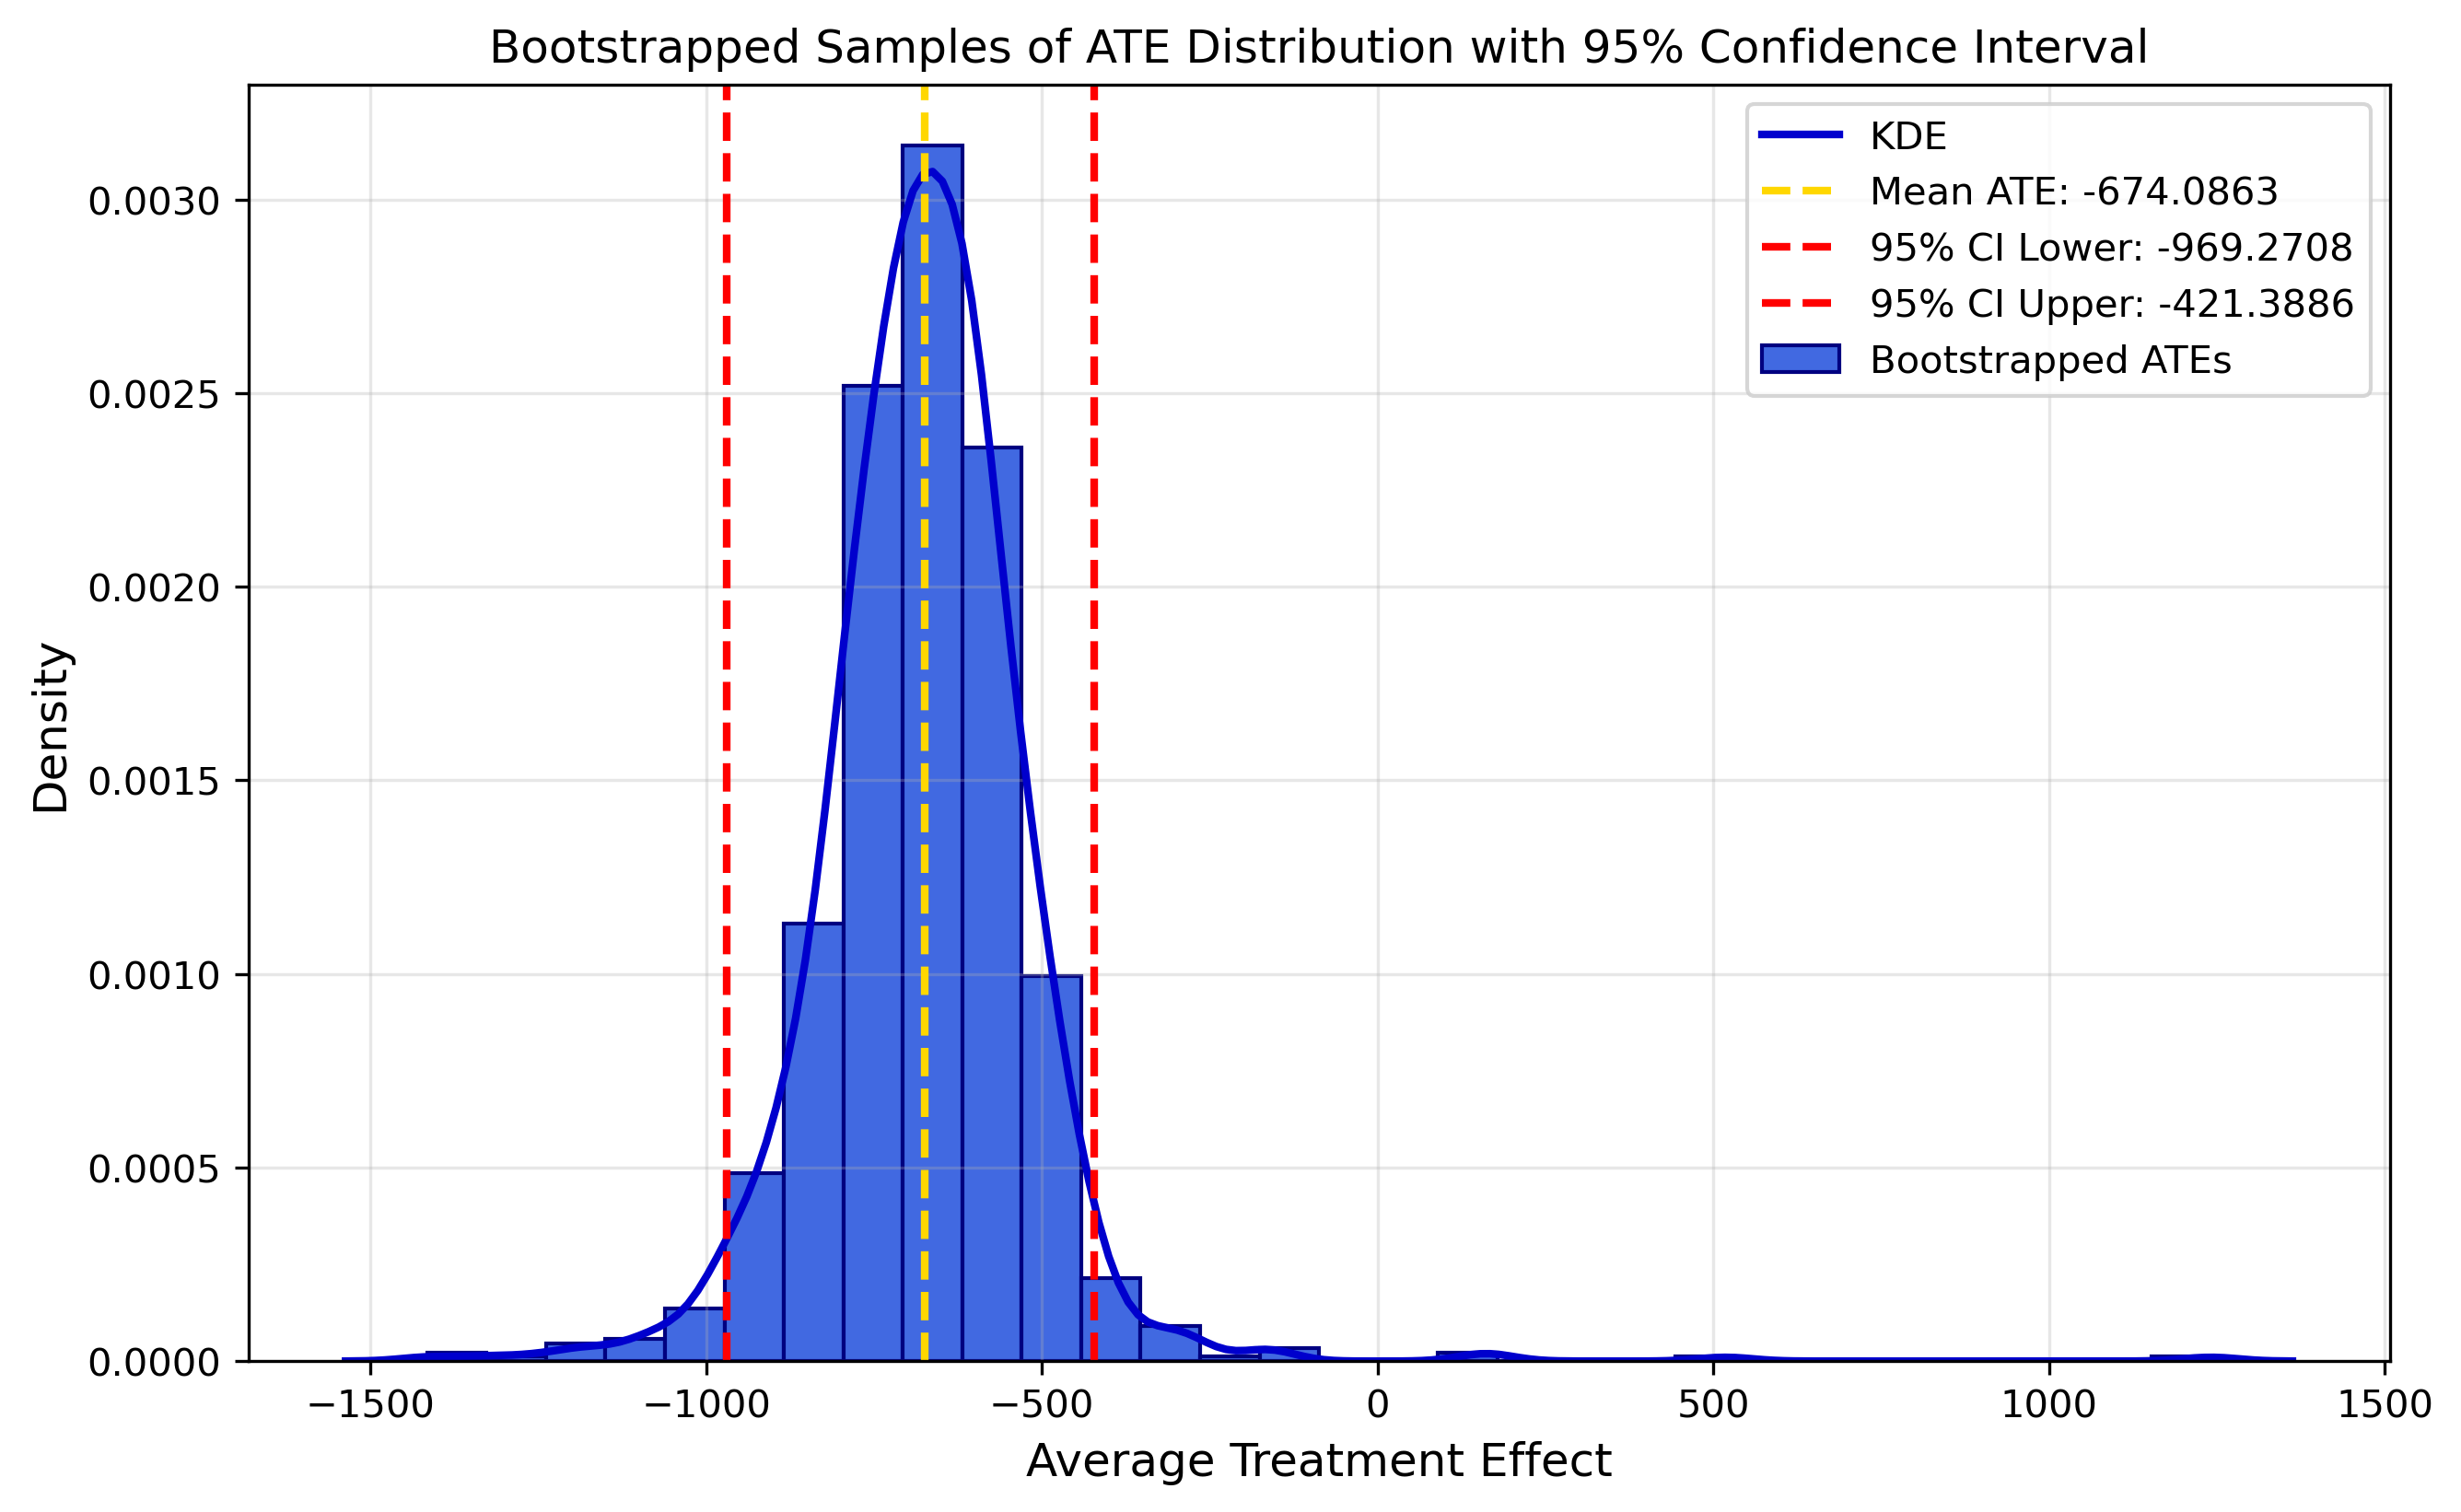 Bootstrapped Samples of ATE Distribution with 95% Confidence Interval
KDE
Mean ATE: -674.0863
95% CI Lower: -969.2708
95% CI Upper: -421.3886
Bootstrapped ATEs
Density
0.0030
0.0025
0.0020
0.0015
0.0010
0.0005
0.0000
−1500
−1000
−500
0
500
1000
1500
Average Treatment Effect